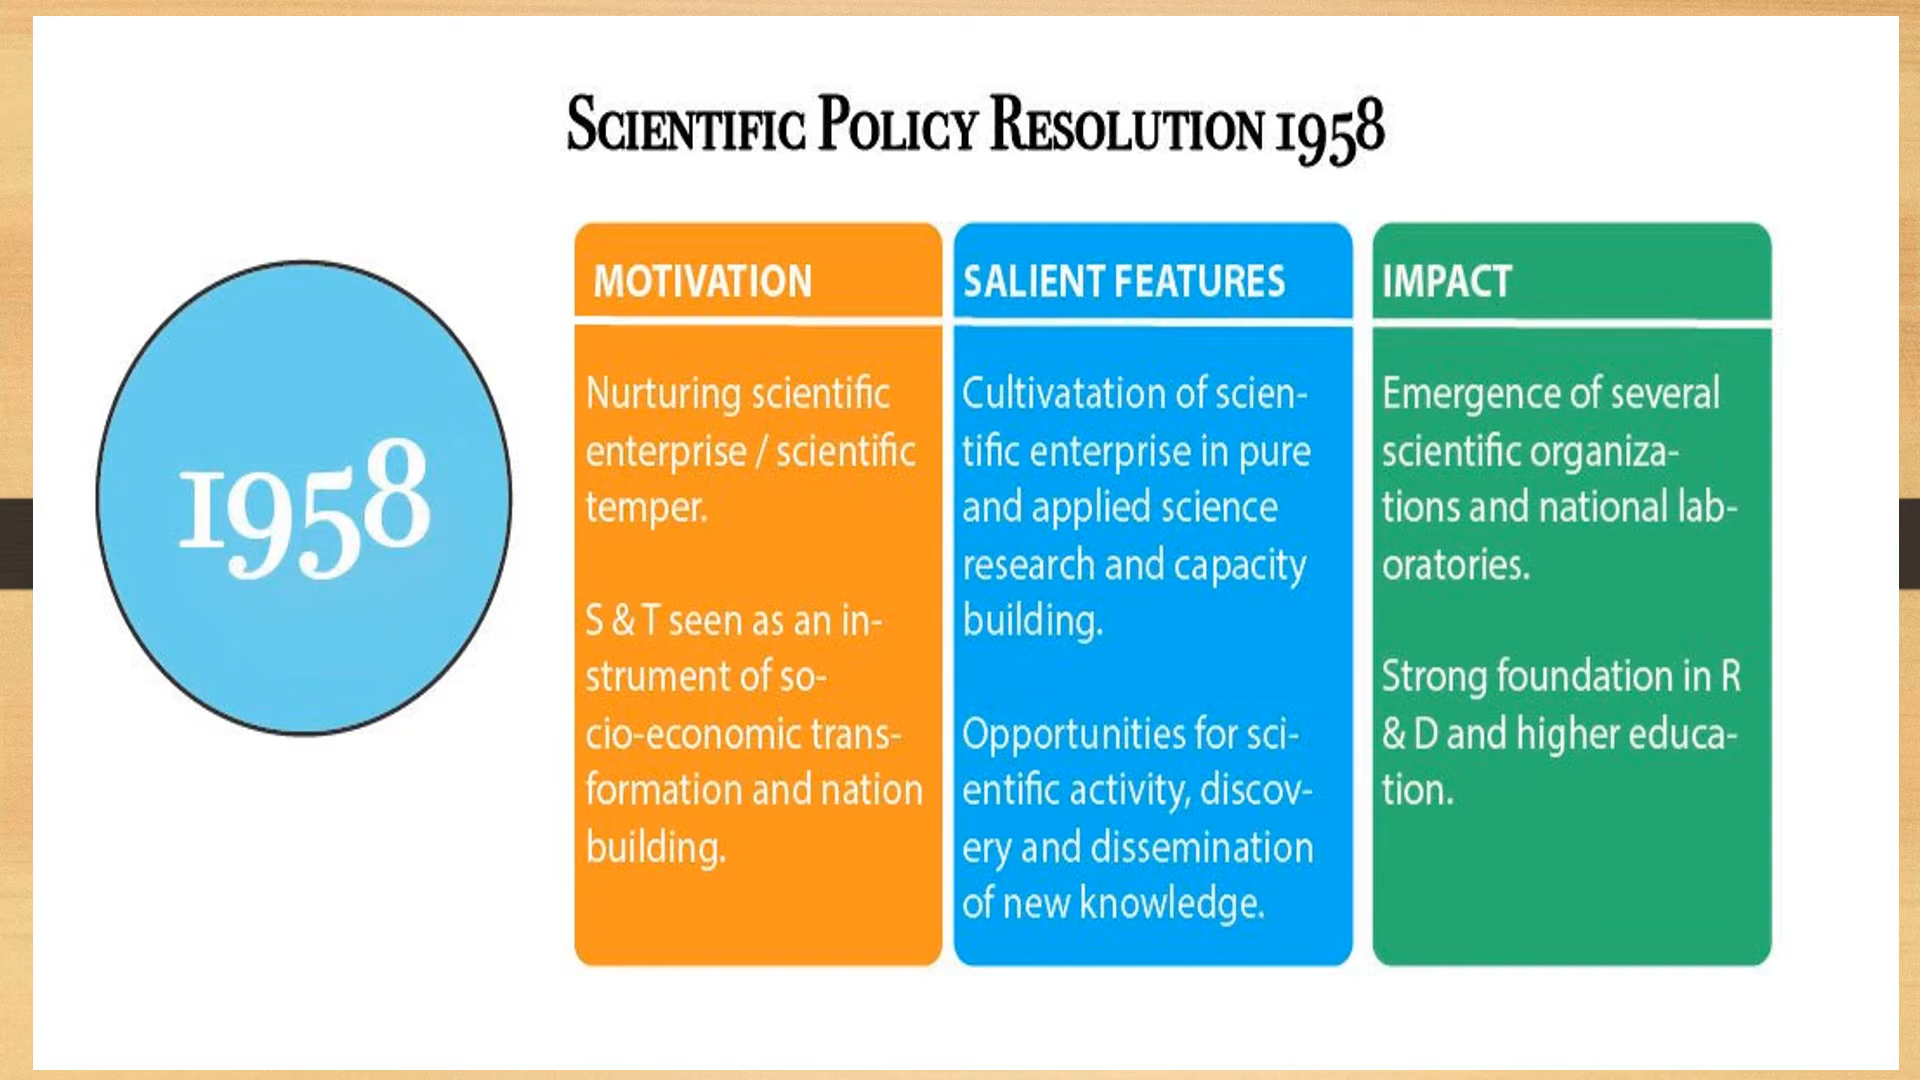 Scientific Policy Resolution 1958
1958
MOTIVATION
Nurturing scientific
enterprise / scientific
temper.
S & T seen as an in-
strument of so-
cio-economic trans-
formation and nation
building.
SALIENT FEATURES
Cultivatation of scien-
tific enterprise in pure
and applied science
research and capacity
building.
Opportunities for sci-
entific activity, discov-
ery and dissemination
of new knowledge.
IMPACT
Emergence of several
scientific organiza-
tions and national lab-
oratories.
Strong foundation in R
& D and higher educa-
tion.